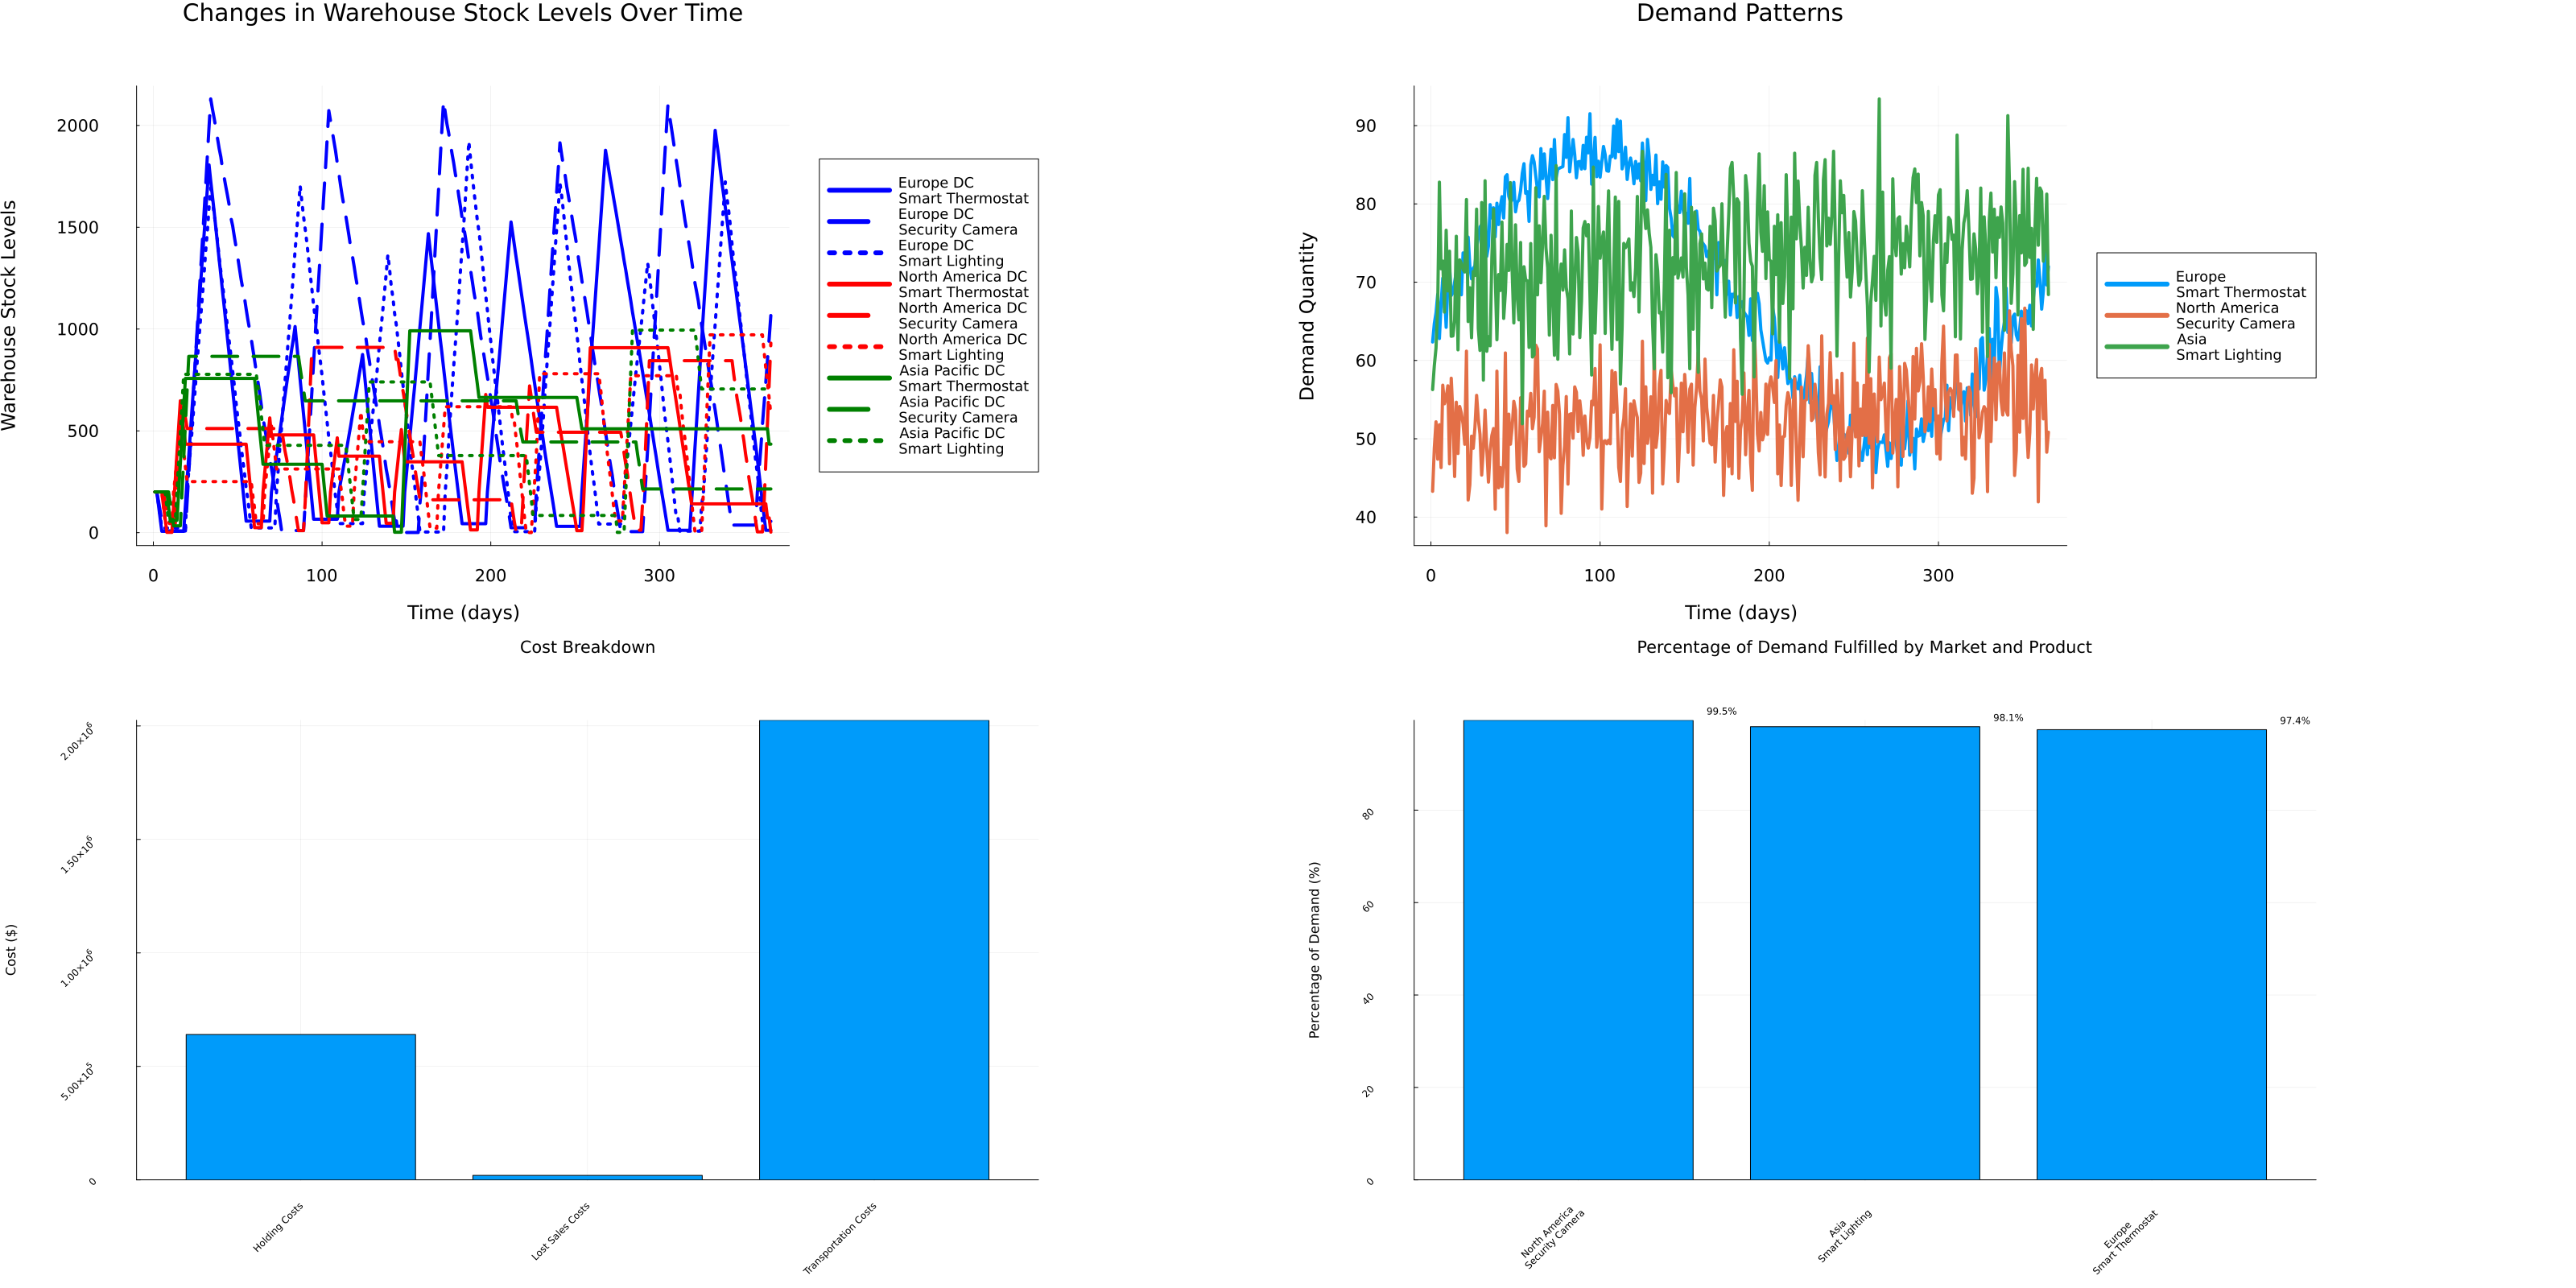 Changes in Warehouse Stock Levels Over Time
Warehouse Stock Levels
2000
1500
1000
500
0
0
100
200
300
Time (days)
Europe DC
Smart Thermostat
Europe DC
Security Camera
Europe DC
Smart Lighting
North America DC
Smart Thermostat
North America DC
Security Camera
North America DC
Smart Lighting
Asia Pacific DC
Smart Thermostat
Asia Pacific DC
Security Camera
Asia Pacific DC
Smart Lighting
Demand Patterns
Demand Quantity
90
80
70
60
50
40
0
100
200
300
Time (days)
Europe
Smart Thermostat
North America
Security Camera
Asia
Smart Lighting
Cost Breakdown
Cost ($)
2.00×10⁶
1.50×10⁶
1.00×10⁶
5.00×10⁵
0
Holding Costs
Lost Sales Costs
Transportation Costs
Percentage of Demand Fulfilled by Market and Product
Percentage of Demand (%)
80
60
40
20
0
99.5%
98.1%
97.4%
North America
Security Camera
Asia
Smart Lighting
Europe
Smart Thermostat